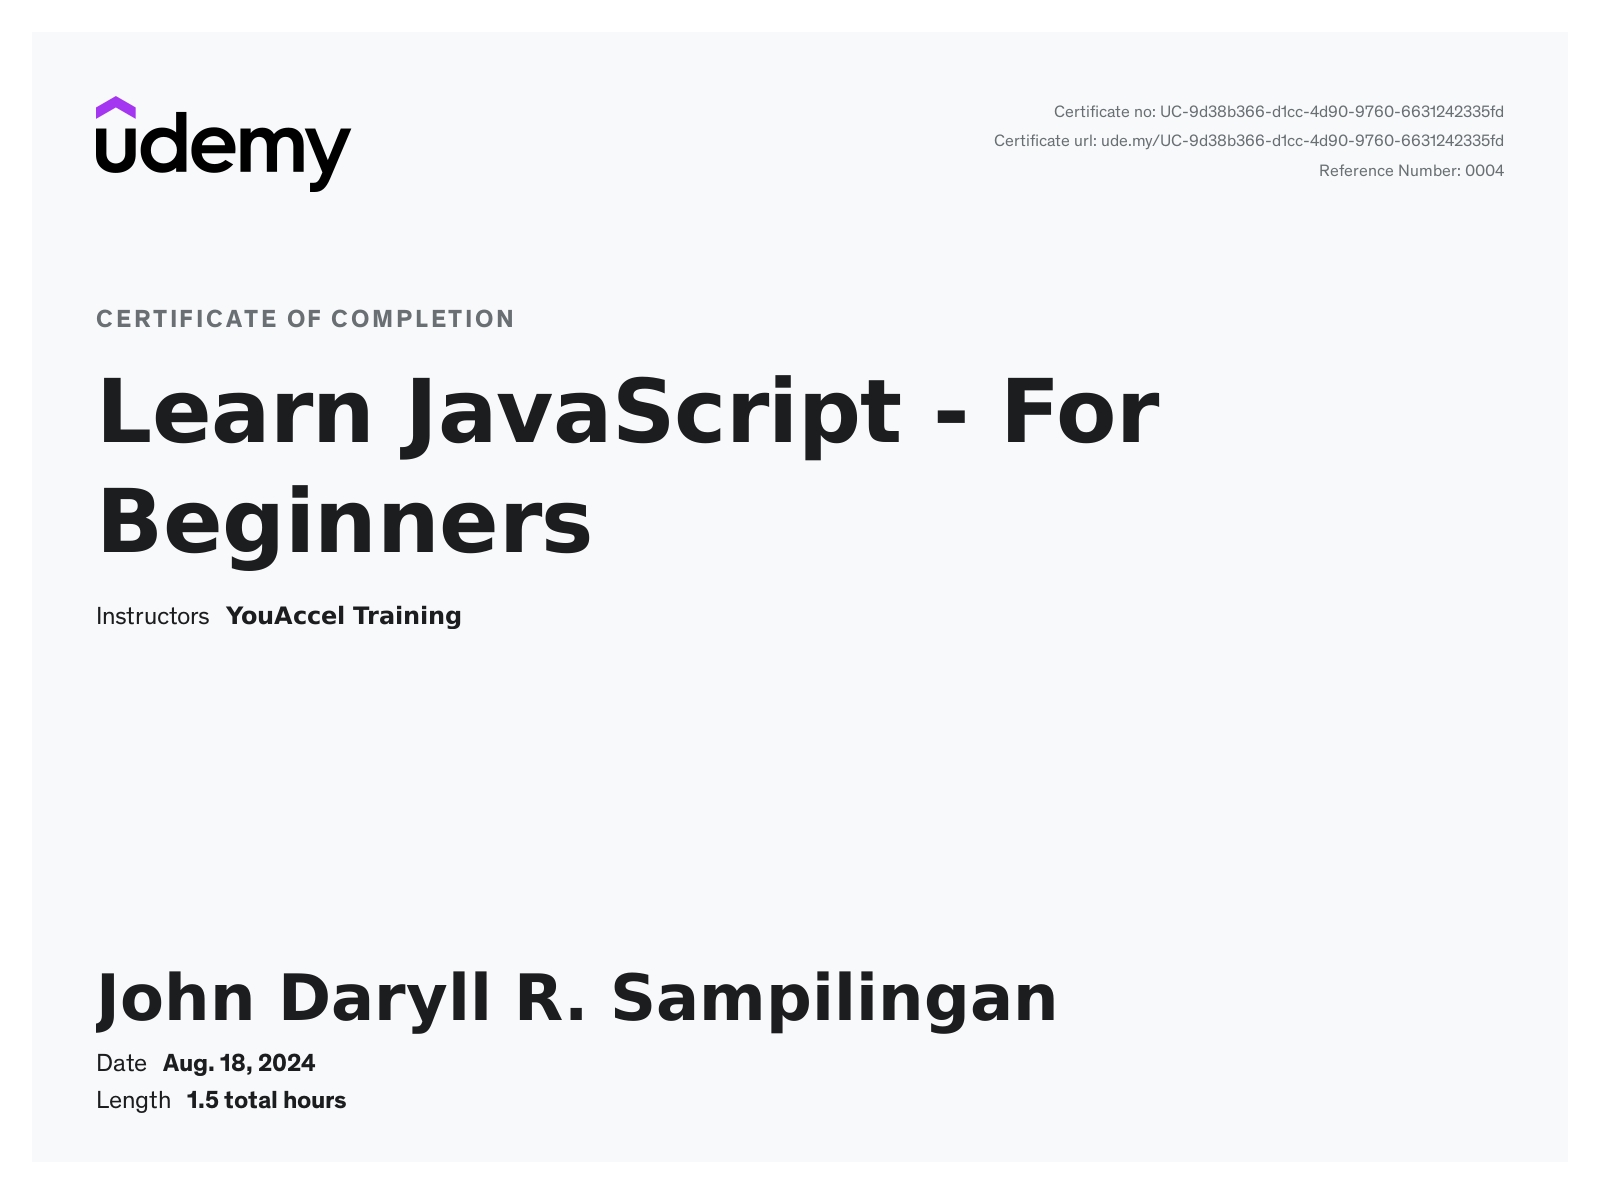 udemy
Certificate no: UC-9d38b366-d1cc-4d90-9760-6631242335fd
Certificate url: ude.my/UC-9d38b366-d1cc-4d90-9760-6631242335fd
Reference Number: 0004
CERTIFICATE OF COMPLETION
Learn JavaScript - For
Beginners
Instructors YouAccel Training
John Daryll R. Sampilingan
Date Aug. 18, 2024
Length 1.5 total hours